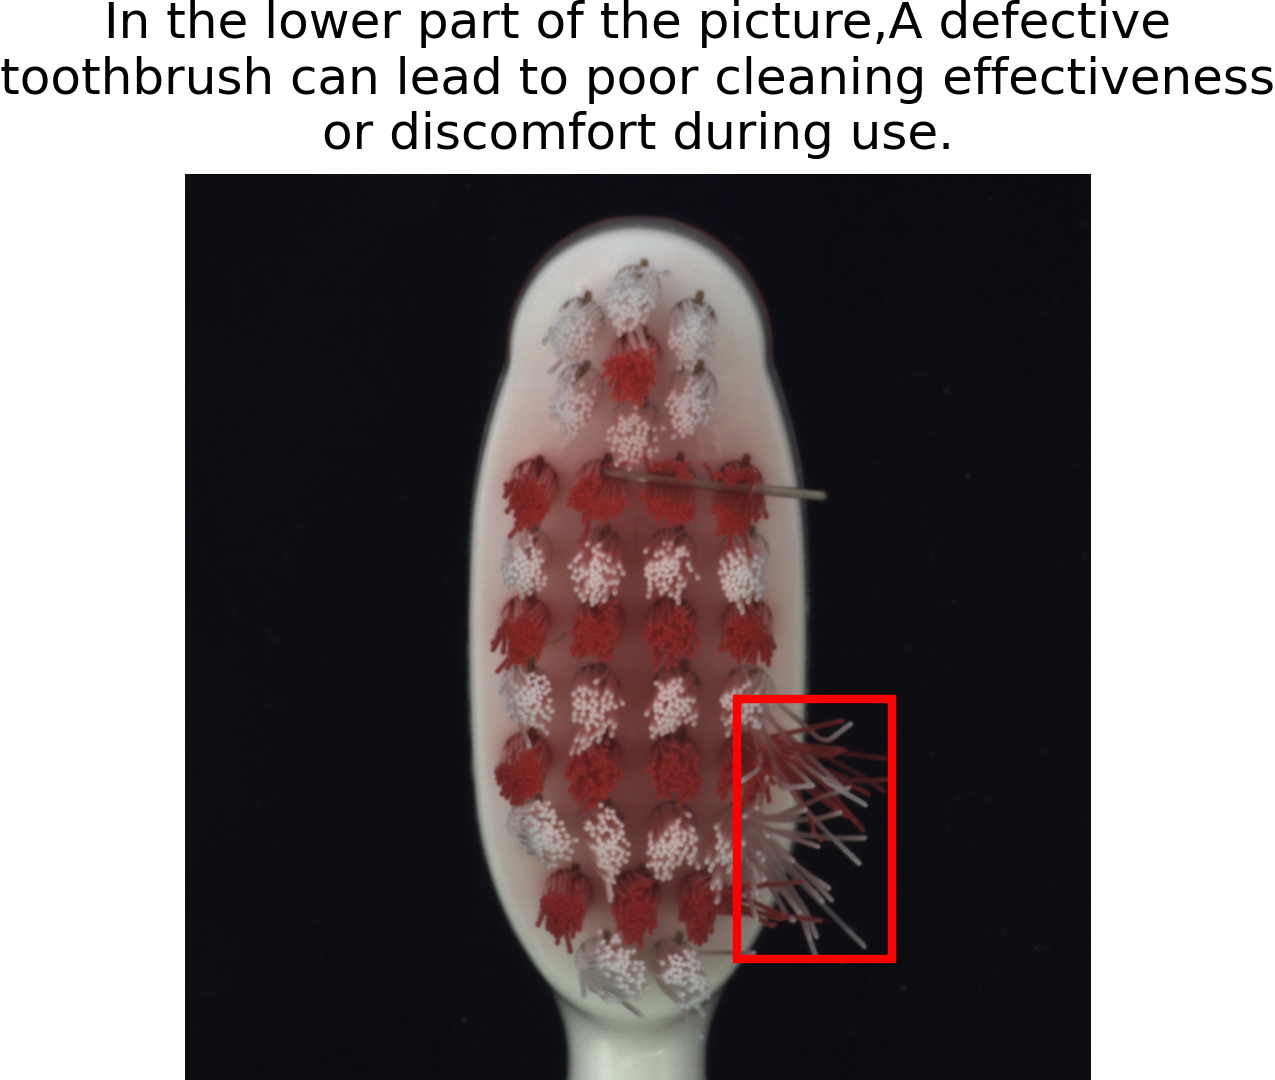 In the lower part of the picture,A defective
toothbrush can lead to poor cleaning effectiveness
or discomfort during use.